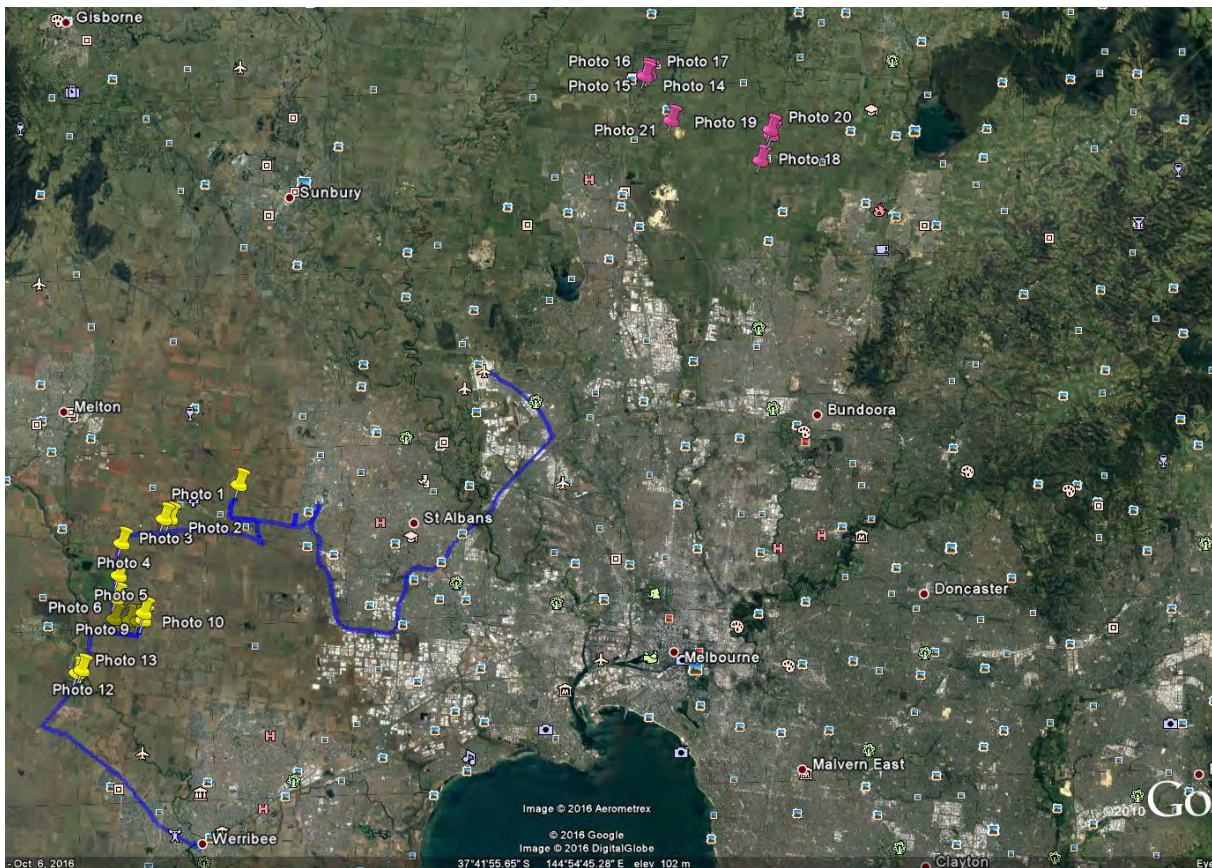 Gisborne
Photo 16
Photo 17
Photo 15
Photo 14
Photo 21
Photo 19
Photo 20
Photo 18
H
Sunbury
Melton
Bundoora
Photo 1
Photo 2
Photo 3
H
St Albans
H
H
M
Photo 4
Photo 5
Doncaster
Photo 6
Photo 9
Photo 10
Melbourne
Photo 13
Photo 12
M
H
Malvern East
H
Image © 2016 Aerometrex
©2010 Go
© 2016 Google
Image © 2016 DigitalGlobe
Werribee
- Oct. 6, 2016
37°41'55.65" S 144°54'45.28" E elev 102 m
Clayton
Eye